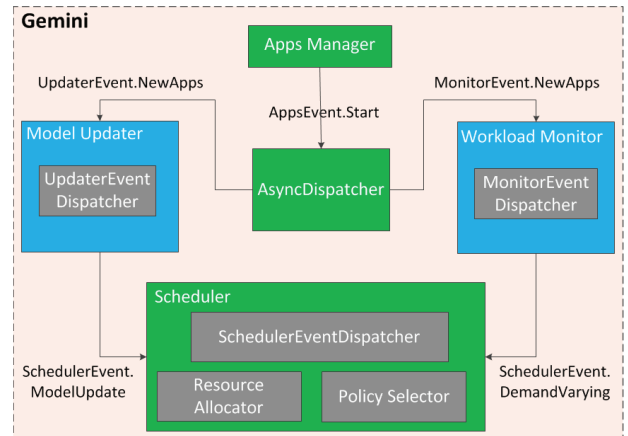 Gemini
Apps Manager
UpdaterEvent.NewApps
MonitorEvent.NewApps
AppsEvent.Start
Model Updater
UpdaterEvent
Dispatcher
AsyncDispatcher
Workload Monitor
MonitorEvent
Dispatcher
Scheduler
SchedulerEventDispatcher
Resource
Allocator
Policy Selector
SchedulerEvent.
ModelUpdate
SchedulerEvent.
DemandVarying